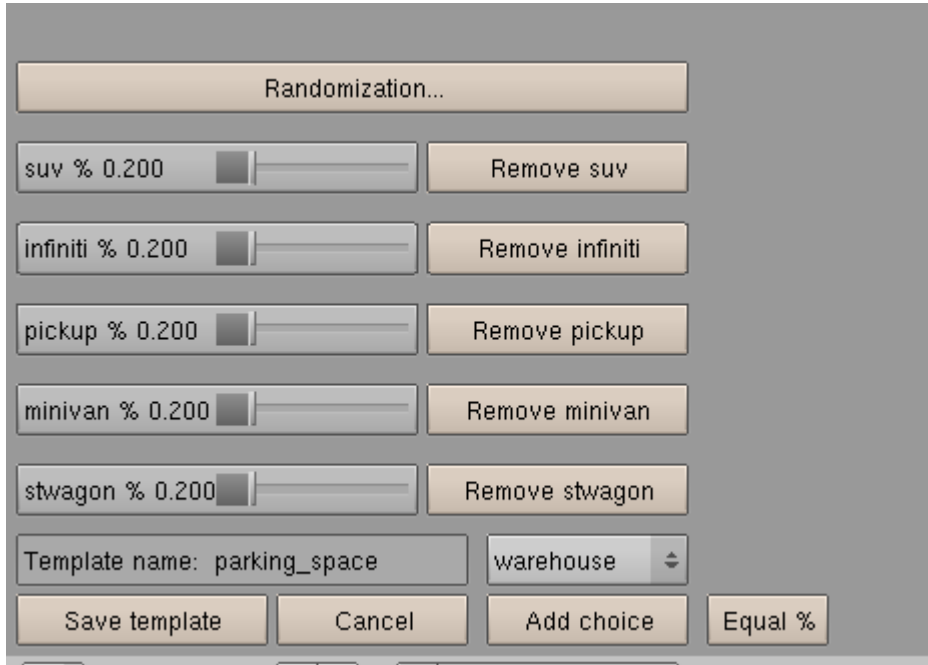 Randomization...
suv % 0.200 Remove suv
infiniti % 0.200 Remove infiniti
pickup % 0.200 Remove pickup
minivan % 0.200 Remove minivan
stwagon % 0.200 Remove stwagon
Template name: parking_space warehouse
Save template Cancel Add choice Equal %